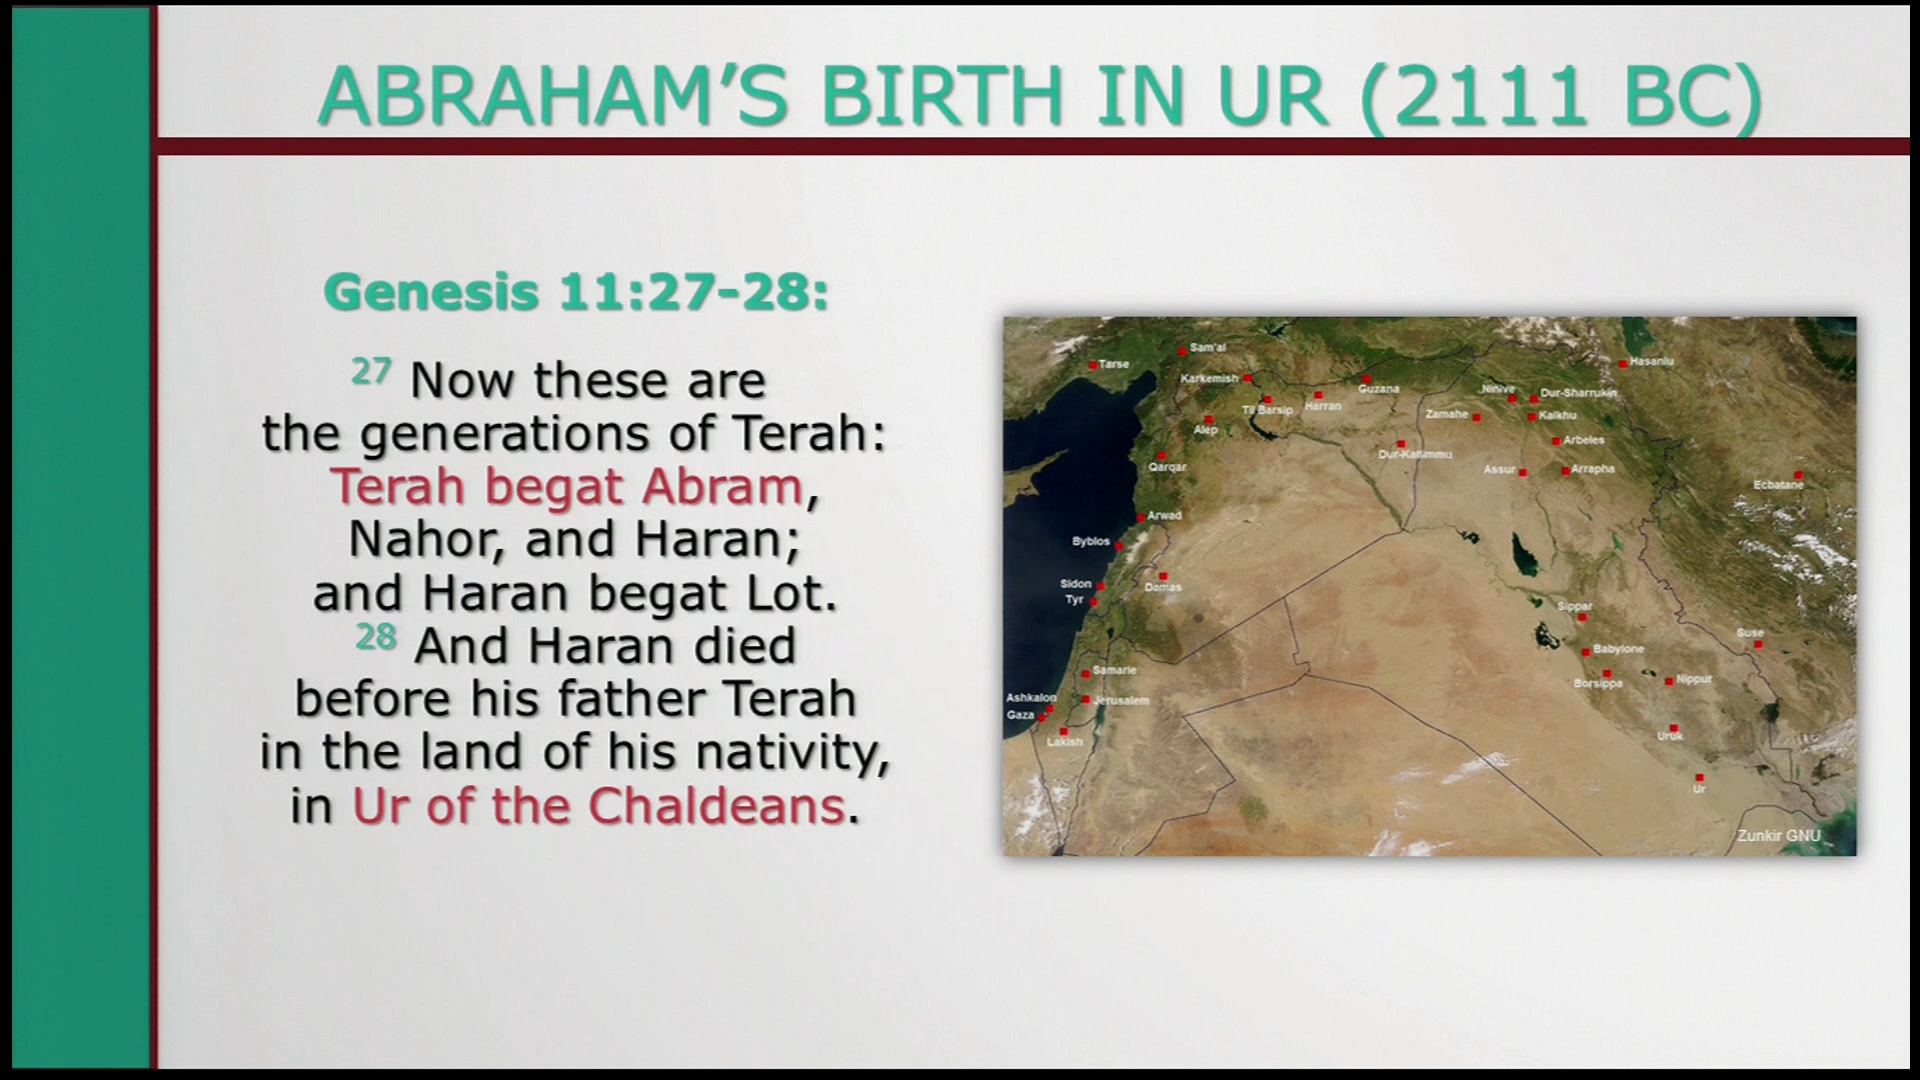 ABRAHAM’S BIRTH IN UR (2111 BC)
Genesis 11:27-28:
27 Now these are
the generations of Terah:
Terah begat Abram,
Nahor, and Haran;
and Haran begat Lot.
28 And Haran died
before his father Terah
in the land of his nativity,
in Ur of the Chaldeans.
Sam'al
Tarse
Hasanlu
Karkemish
Guzana
Ninive
Dur-Sharrukin
Til Barsip
Harran
Zamahe
Kalkhu
Alep
Arbeles
Dur-Katlimmu
Qarqar
Assur
Arrapha
Ecbatane
Arwad
Byblos
Sidon
Damas
Tyr
Sippar
Suse
Babylone
Samarie
Nippur
Borsippa
Ashkalon
Jerusalem
Gaza
Uruk
Lakish
Ur
Zunkir GNU